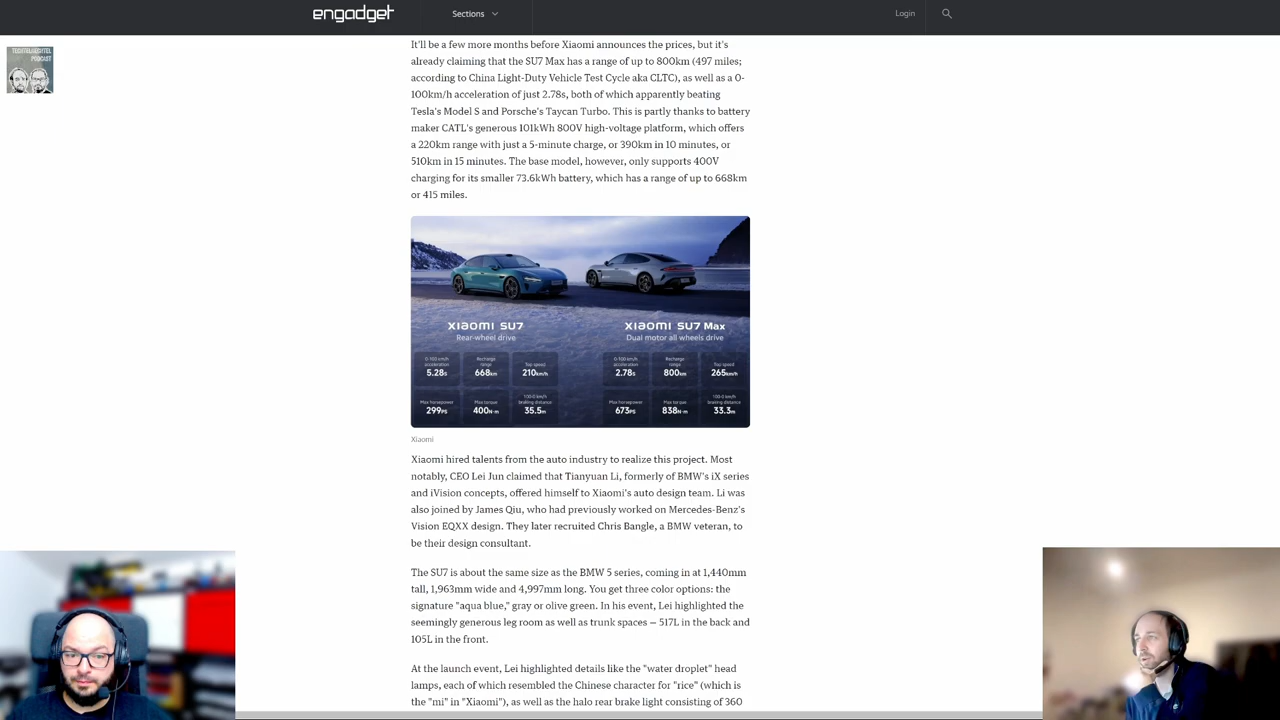 engadget
Sections
Login
TECHTELMECHTEL
PODCAST
It'll be a few more months before Xiaomi announces the prices, but it's
already claiming that the SU7 Max has a range of up to 800km (497 miles;
according to China Light-Duty Vehicle Test Cycle aka CLTC), as well as a 0-
100km/h acceleration of just 2.78s, both of which apparently beating
Tesla's Model S and Porsche's Taycan Turbo. This is partly thanks to battery
maker CATL's generous 101kWh 800V high-voltage platform, which offers
a 220km range with just a 5-minute charge, or 390km in 10 minutes, or
510km in 15 minutes. The base model, however, only supports 400V
charging for its smaller 73.6kWh battery, which has a range of up to 668km
or 415 miles.
XIAOMI SU7
Rear-wheel drive
0-100 km/h acceleration 5.28s
Recharge range 668km
Top speed 210km/h
Max horsepower 299PS
Max torque 400N·m
100-0 km/h braking distance 35.5m
XIAOMI SU7 Max
Dual motor all wheels drive
0-100 km/h acceleration 2.78s
Recharge range 800km
Top speed 265km/h
Max horsepower 673PS
Max torque 838N·m
100-0 km/h braking distance 33.3m
Xiaomi
Xiaomi hired talents from the auto industry to realize this project. Most
notably, CEO Lei Jun claimed that Tianyuan Li, formerly of BMW's iX series
and iVision concepts, offered himself to Xiaomi's auto design team. Li was
also joined by James Qiu, who had previously worked on Mercedes-Benz's
Vision EQXX design. They later recruited Chris Bangle, a BMW veteran, to
be their design consultant.
The SU7 is about the same size as the BMW 5 series, coming in at 1,440mm
tall, 1,963mm wide and 4,997mm long. You get three color options: the
signature "aqua blue," gray or olive green. In his event, Lei highlighted the
seemingly generous leg room as well as trunk spaces — 517L in the back and
105L in the front.
At the launch event, Lei highlighted details like the "water droplet" head
lamps, each of which resembled the Chinese character for "rice" (which is
the "mi" in "Xiaomi"), as well as the halo rear brake light consisting of 360